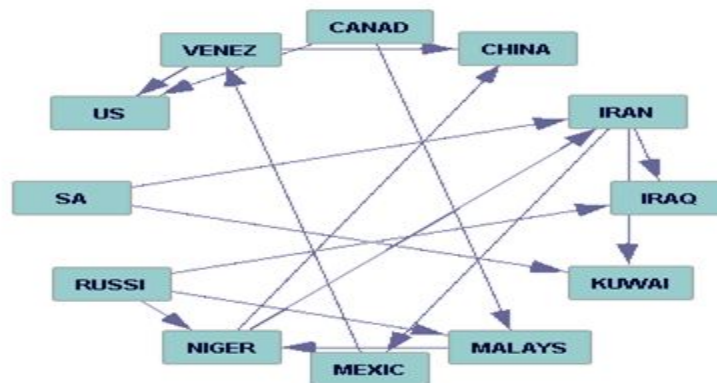 CANAD
VENEZ
CHINA
US
IRAN
SA
IRAQ
RUSSI
KUWAI
NIGER
MALAYS
MEXIC